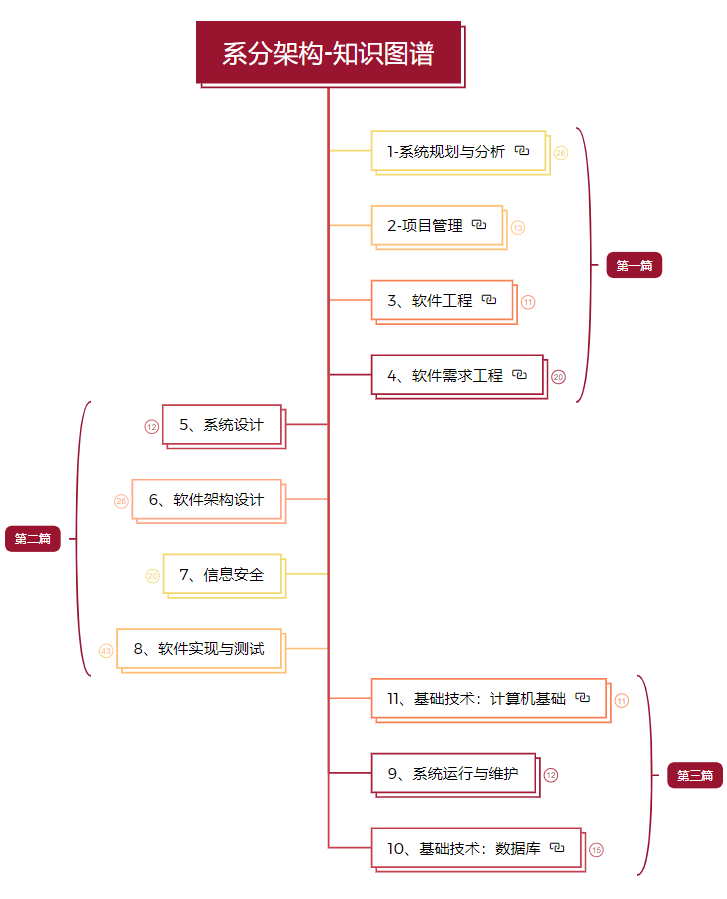 系分架构-知识图谱
1-系统规划与分析
26
2-项目管理
13
第一篇
3、软件工程
11
4、软件需求工程
20
5、系统设计
12
6、软件架构设计
26
第二篇
7、信息安全
20
8、软件实现与测试
43
11、基础技术：计算机基础
11
9、系统运行与维护
12
第三篇
10、基础技术：数据库
15